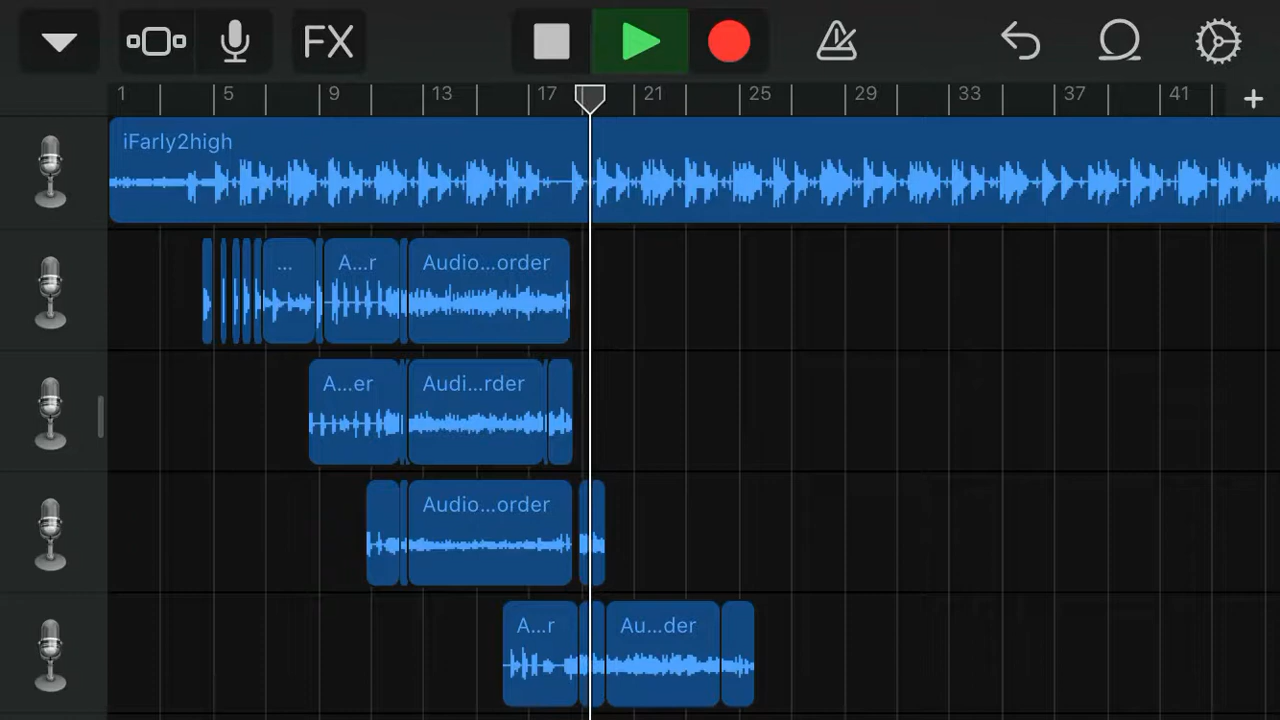 FX
1 5 9 13 17 21 25 29 33 37 41
iFarly2high
... A...r Audio...order
A...er Audi...rder
Audio...order
A...r Au...der